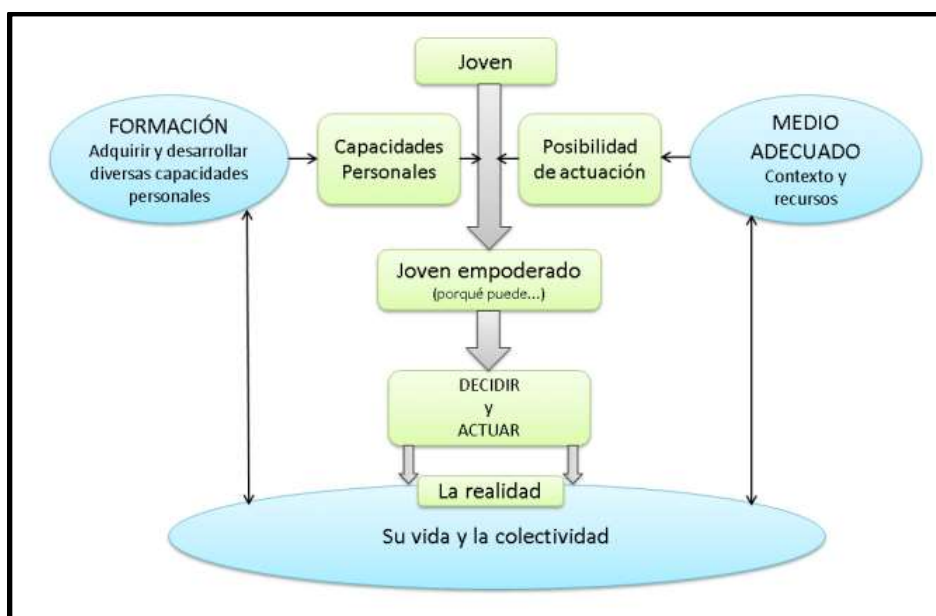 Joven
FORMACIÓN
Adquirir y desarrollar
diversas capacidades
personales
Capacidades
Personales
Posibilidad
de actuación
MEDIO
ADECUADO
Contexto y
recursos
Joven empoderado
(porqué puede...)
DECIDIR
y
ACTUAR
La realidad
Su vida y la colectividad